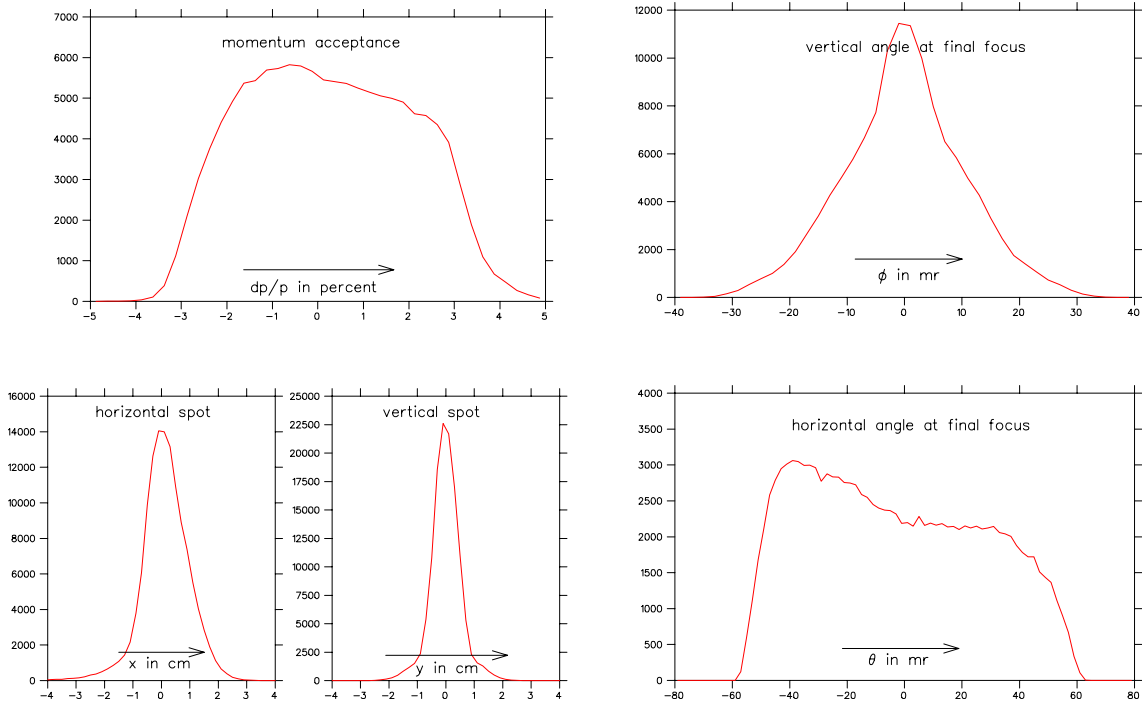 7000
6000
5000
4000
3000
2000
1000
0
momentum acceptance
dp/p in percent
−5 −4 −3 −2 −1 0 1 2 3 4 5
12000
10000
8000
6000
4000
2000
0
vertical angle at final focus
ϕ in mr
−40 −30 −20 −10 0 10 20 30 40
16000
14000
12000
10000
8000
6000
4000
2000
0
horizontal spot
x in cm
−4 −3 −2 −1 0 1 2 3 4
25000
22500
20000
17500
15000
12500
10000
7500
5000
2500
0
vertical spot
y in cm
−4 −3 −2 −1 0 1 2 3 4
4000
3500
3000
2500
2000
1500
1000
500
0
horizontal angle at final focus
θ in mr
−80 −60 −40 −20 0 20 40 60 80